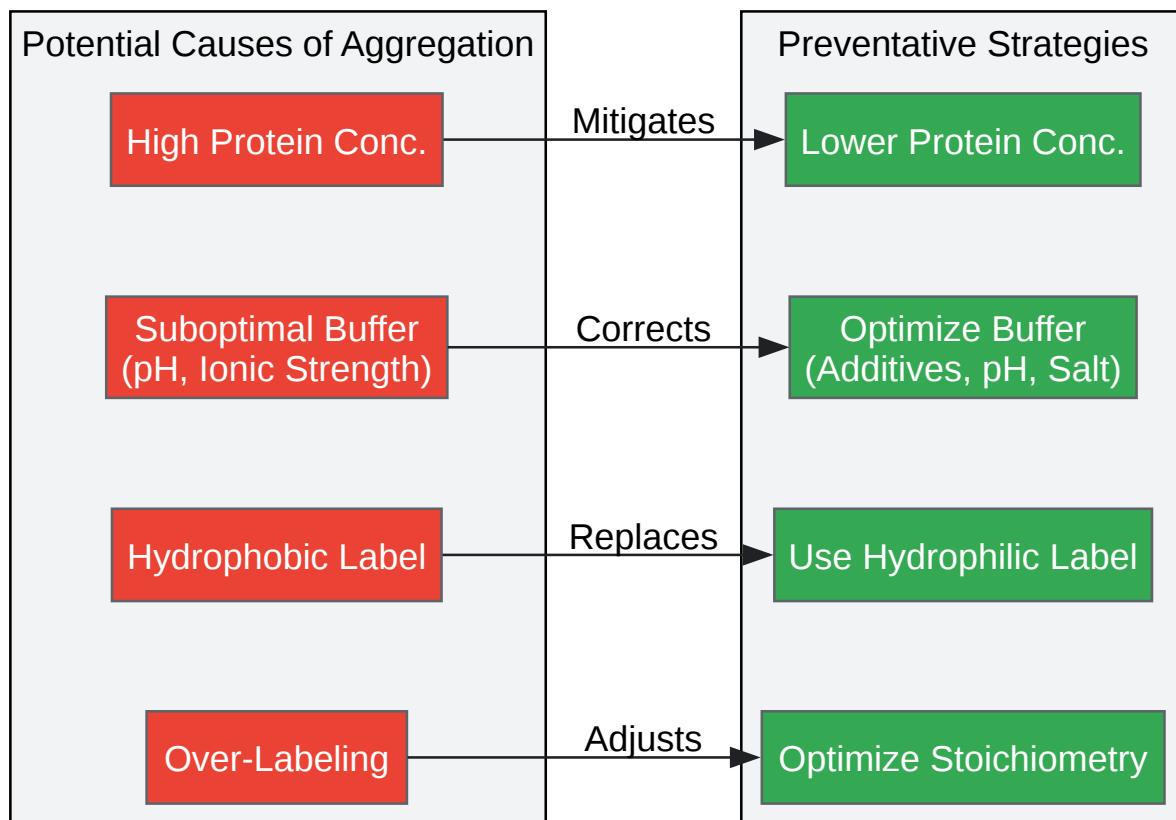 Potential Causes of Aggregation
Preventative Strategies
High Protein Conc.
Mitigates
Lower Protein Conc.
Suboptimal Buffer
(pH, Ionic Strength)
Corrects
Optimize Buffer
(Additives, pH, Salt)
Hydrophobic Label
Replaces
Use Hydrophilic Label
Over-Labeling
Adjusts
Optimize Stoichiometry